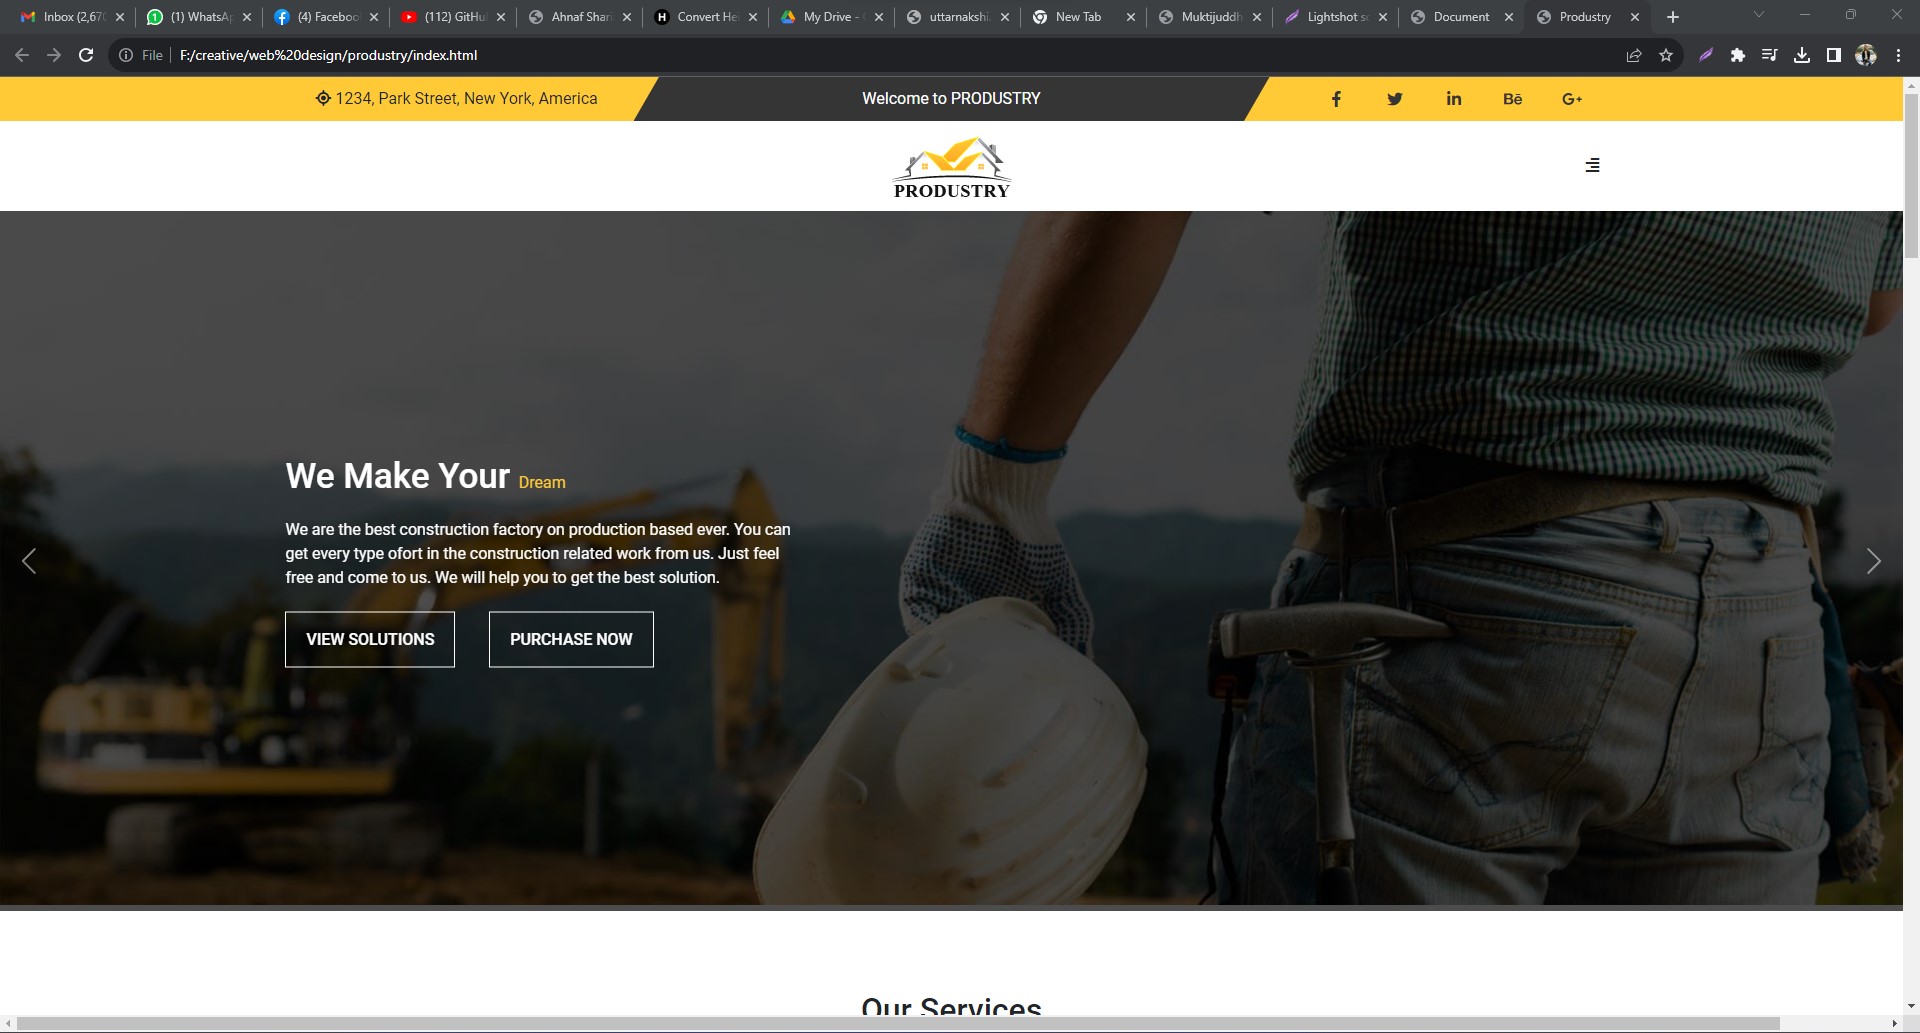 Inbox (2,670
(1) WhatsAp
(4) Faceboo
(112) GitHu
Ahnaf Shari
Convert He
My Drive -
uttarnakshi.
New Tab
Muktijuddh
Lightshot sc
Document
Produstry
File
F:/creative/web%20design/produstry/index.html
1234, Park Street, New York, America
Welcome to PRODUSTRY
PRODUSTRY
We Make Your Dream
We are the best construction factory on production based ever. You can
get every type ofort in the construction related work from us. Just feel
free and come to us. We will help you to get the best solution.
VIEW SOLUTIONS
PURCHASE NOW
Our Services